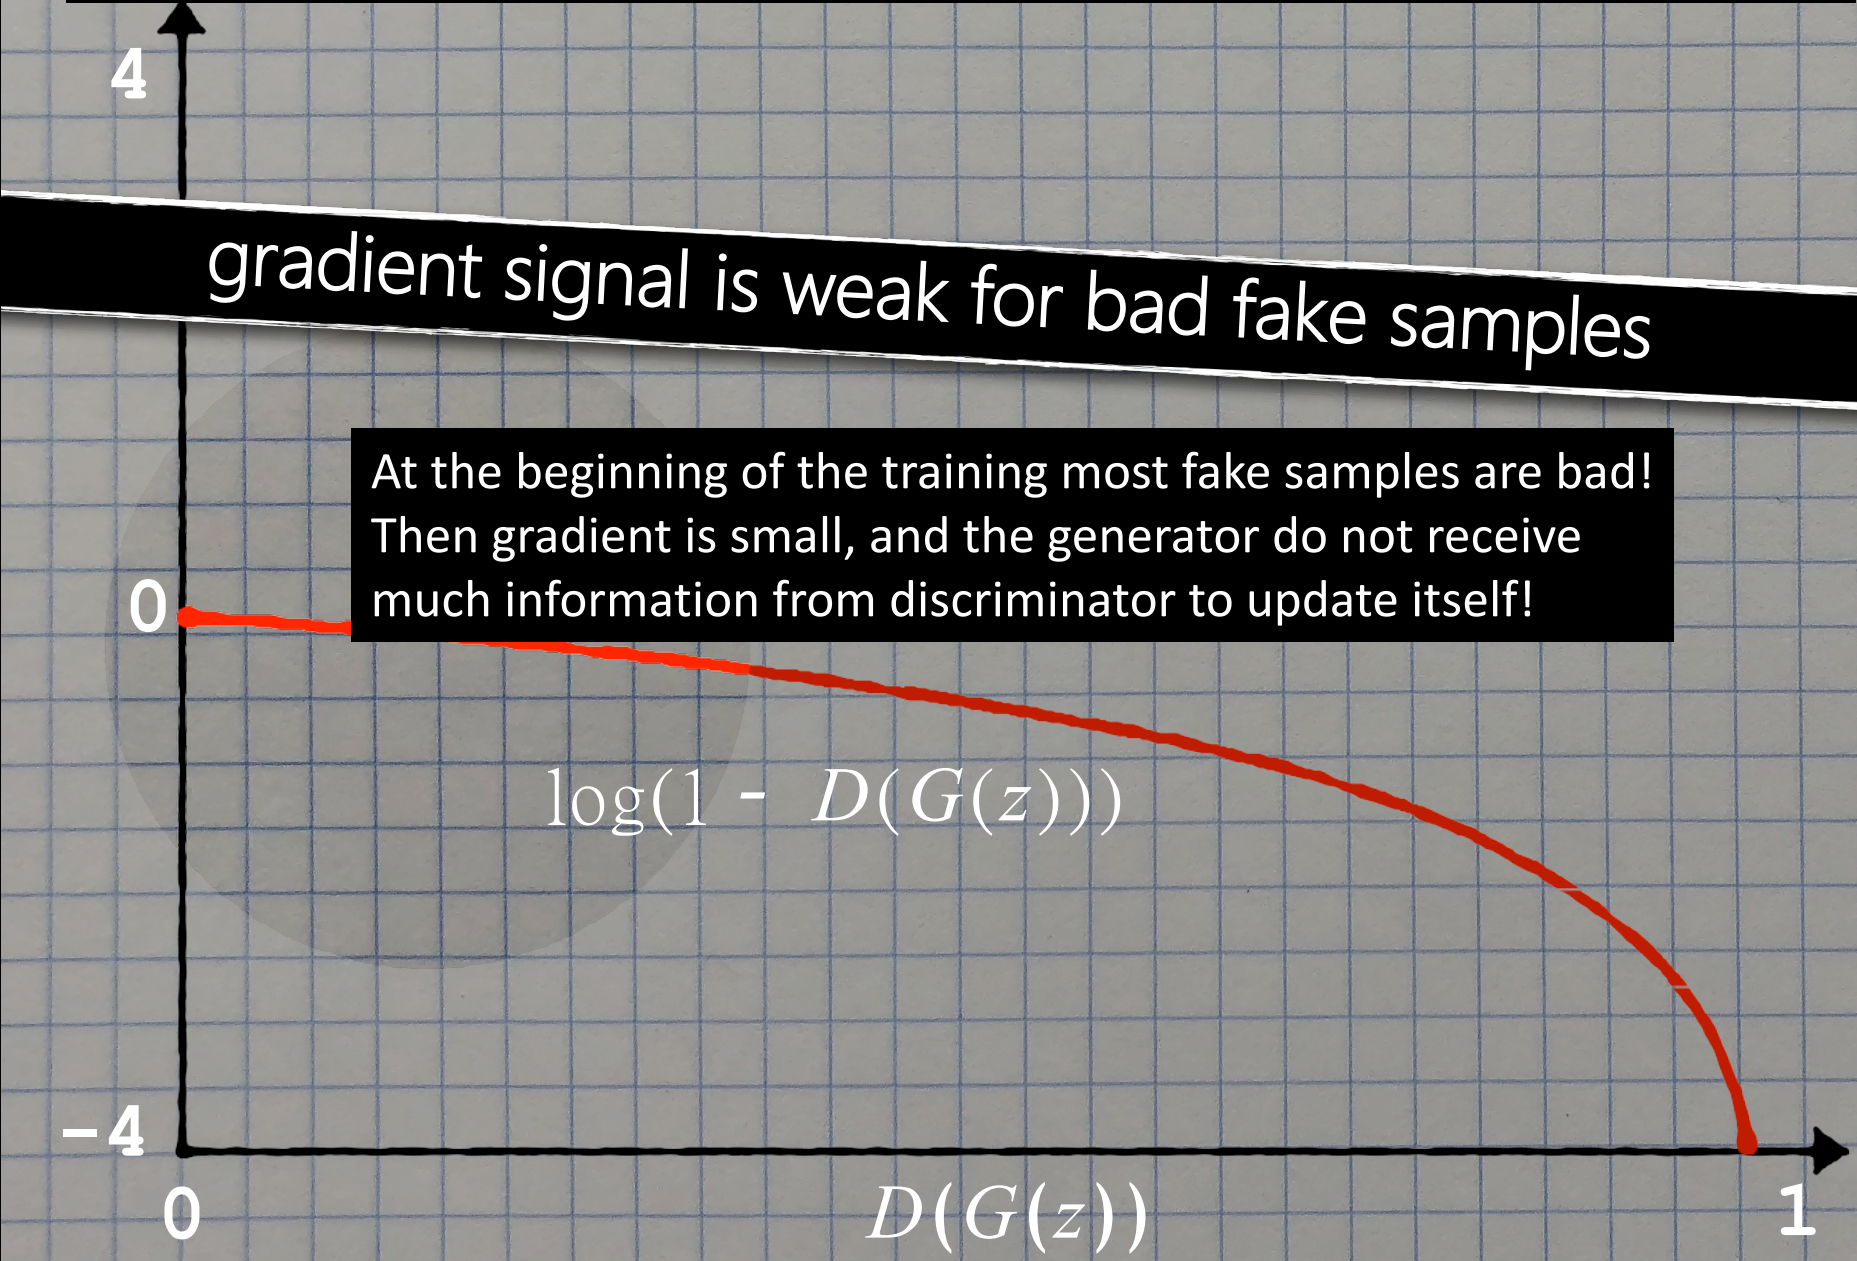 4
gradient signal is weak for bad fake samples
At the beginning of the training most fake samples are bad!
Then gradient is small, and the generator do not receive
much information from discriminator to update itself!
0
log(1 - D(G(z)))
-4
0 D(G(z)) 1